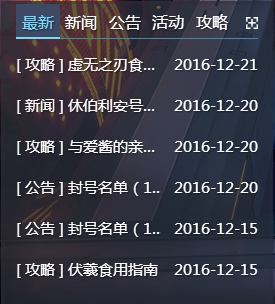 最新 新闻 公告 活动 攻略
[ 攻略 ] 虚无之刃食... 2016-12-21
[ 新闻 ] 休伯利安号... 2016-12-20
[ 攻略 ] 与爱酱的亲... 2016-12-20
[ 公告 ] 封号名单（1.. 2016-12-20
[ 公告 ] 封号名单（1.. 2016-12-15
[ 攻略 ] 伏羲食用指南 2016-12-15